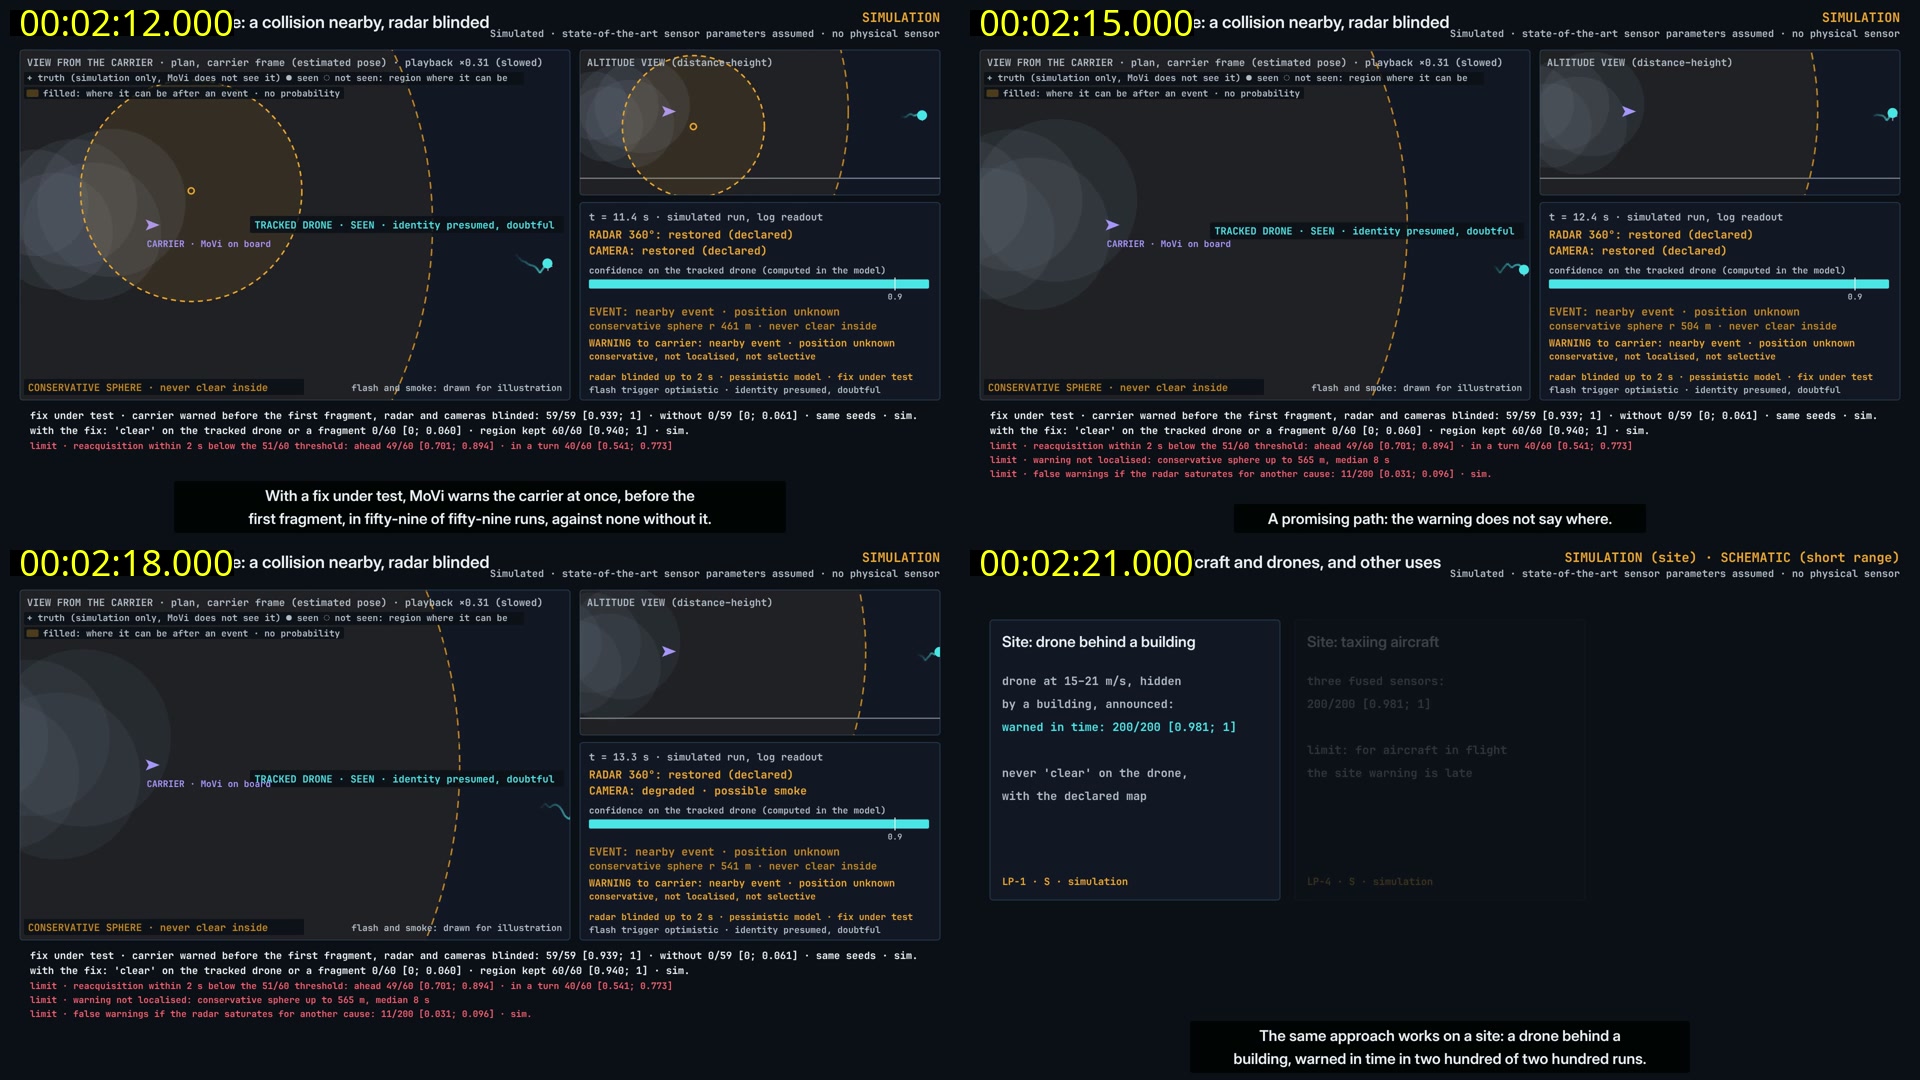 00:02:12.000 e: a collision nearby, radar blinded
SIMULATION
Simulated · state-of-the-art sensor parameters assumed · no physical sensor
VIEW FROM THE CARRIER · plan, carrier frame (estimated pose) · playback ×0.31 (slowed)
+ truth (simulation only, MoVi does not see it) ● seen ○ not seen: region where it can be
filled: where it can be after an event · no probability
TRACKED DRONE · SEEN · identity presumed, doubtful
CARRIER · MoVi on board
CONSERVATIVE SPHERE · never clear inside
flash and smoke: drawn for illustration
ALTITUDE VIEW (distance-height)
t = 11.4 s · simulated run, log readout
RADAR 360°: restored (declared)
CAMERA: restored (declared)
confidence on the tracked drone (computed in the model)
0.9
EVENT: nearby event · position unknown
conservative sphere r 461 m · never clear inside
WARNING to carrier: nearby event · position unknown
conservative, not localised, not selective
radar blinded up to 2 s · pessimistic model · fix under test
flash trigger optimistic · identity presumed, doubtful
fix under test · carrier warned before the first fragment, radar and cameras blinded: 59/59 [0.939; 1] · without 0/59 [0; 0.061] · same seeds · sim.
with the fix: 'clear' on the tracked drone or a fragment 0/60 [0; 0.060] · region kept 60/60 [0.940; 1] · sim.
limit · reacquisition within 2 s below the 51/60 threshold: ahead 49/60 [0.701; 0.894] · in a turn 40/60 [0.541; 0.773]
With a fix under test, MoVi warns the carrier at once, before the
first fragment, in fifty-nine of fifty-nine runs, against none without it.
00:02:15.000 e: a collision nearby, radar blinded
SIMULATION
Simulated · state-of-the-art sensor parameters assumed · no physical sensor
VIEW FROM THE CARRIER · plan, carrier frame (estimated pose) · playback ×0.31 (slowed)
+ truth (simulation only, MoVi does not see it) ● seen ○ not seen: region where it can be
filled: where it can be after an event · no probability
TRACKED DRONE · SEEN · identity presumed, doubtful
CARRIER · MoVi on board
CONSERVATIVE SPHERE · never clear inside
flash and smoke: drawn for illustration
ALTITUDE VIEW (distance-height)
t = 12.4 s · simulated run, log readout
RADAR 360°: restored (declared)
CAMERA: restored (declared)
confidence on the tracked drone (computed in the model)
0.9
EVENT: nearby event · position unknown
conservative sphere r 504 m · never clear inside
WARNING to carrier: nearby event · position unknown
conservative, not localised, not selective
radar blinded up to 2 s · pessimistic model · fix under test
flash trigger optimistic · identity presumed, doubtful
fix under test · carrier warned before the first fragment, radar and cameras blinded: 59/59 [0.939; 1] · without 0/59 [0; 0.061] · same seeds · sim.
with the fix: 'clear' on the tracked drone or a fragment 0/60 [0; 0.060] · region kept 60/60 [0.940; 1] · sim.
limit · reacquisition within 2 s below the 51/60 threshold: ahead 49/60 [0.701; 0.894] · in a turn 40/60 [0.541; 0.773]
limit · warning not localised: conservative sphere up to 565 m, median 8 s
limit · false warnings if the radar saturates for another cause: 11/200 [0.031; 0.096] · sim.
A promising path: the warning does not say where.
00:02:18.000 e: a collision nearby, radar blinded
SIMULATION
Simulated · state-of-the-art sensor parameters assumed · no physical sensor
VIEW FROM THE CARRIER · plan, carrier frame (estimated pose) · playback ×0.31 (slowed)
+ truth (simulation only, MoVi does not see it) ● seen ○ not seen: region where it can be
filled: where it can be after an event · no probability
TRACKED DRONE · SEEN · identity presumed, doubtful
CARRIER · MoVi on board
CONSERVATIVE SPHERE · never clear inside
flash and smoke: drawn for illustration
ALTITUDE VIEW (distance-height)
t = 13.3 s · simulated run, log readout
RADAR 360°: restored (declared)
CAMERA: degraded · possible smoke
confidence on the tracked drone (computed in the model)
0.9
EVENT: nearby event · position unknown
conservative sphere r 541 m · never clear inside
WARNING to carrier: nearby event · position unknown
conservative, not localised, not selective
radar blinded up to 2 s · pessimistic model · fix under test
flash trigger optimistic · identity presumed, doubtful
fix under test · carrier warned before the first fragment, radar and cameras blinded: 59/59 [0.939; 1] · without 0/59 [0; 0.061] · same seeds · sim.
with the fix: 'clear' on the tracked drone or a fragment 0/60 [0; 0.060] · region kept 60/60 [0.940; 1] · sim.
limit · reacquisition within 2 s below the 51/60 threshold: ahead 49/60 [0.701; 0.894] · in a turn 40/60 [0.541; 0.773]
limit · warning not localised: conservative sphere up to 565 m, median 8 s
limit · false warnings if the radar saturates for another cause: 11/200 [0.031; 0.096] · sim.
00:02:21.000 craft and drones, and other uses
SIMULATION (site) · SCHEMATIC (short range)
Simulated · state-of-the-art sensor parameters assumed · no physical sensor
Site: drone behind a building
drone at 15–21 m/s, hidden
by a building, announced:
warned in time: 200/200 [0.981; 1]
never 'clear' on the drone,
with the declared map
LP-1 · S · simulation
Site: taxiing aircraft
three fused sensors:
200/200 [0.981; 1]
limit: for aircraft in flight
the site warning is late
LP-4 · S · simulation
The same approach works on a site: a drone behind a
building, warned in time in two hundred of two hundred runs.